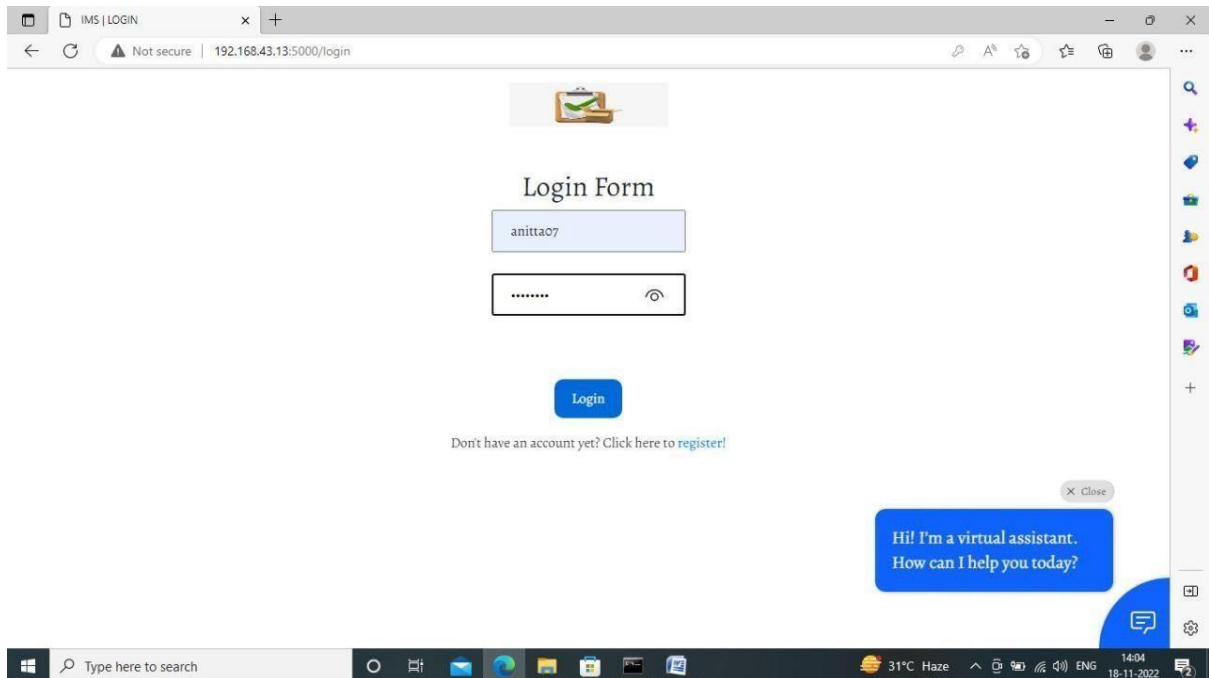 IMS | LOGIN
Not secure | 192.168.43.13:5000/login
Login Form
anitta07
••••••••
Login
Don't have an account yet? Click here to register!
Close
Hi! I'm a virtual assistant.
How can I help you today?
Type here to search
31°C Haze
ENG
14:04
18-11-2022
2